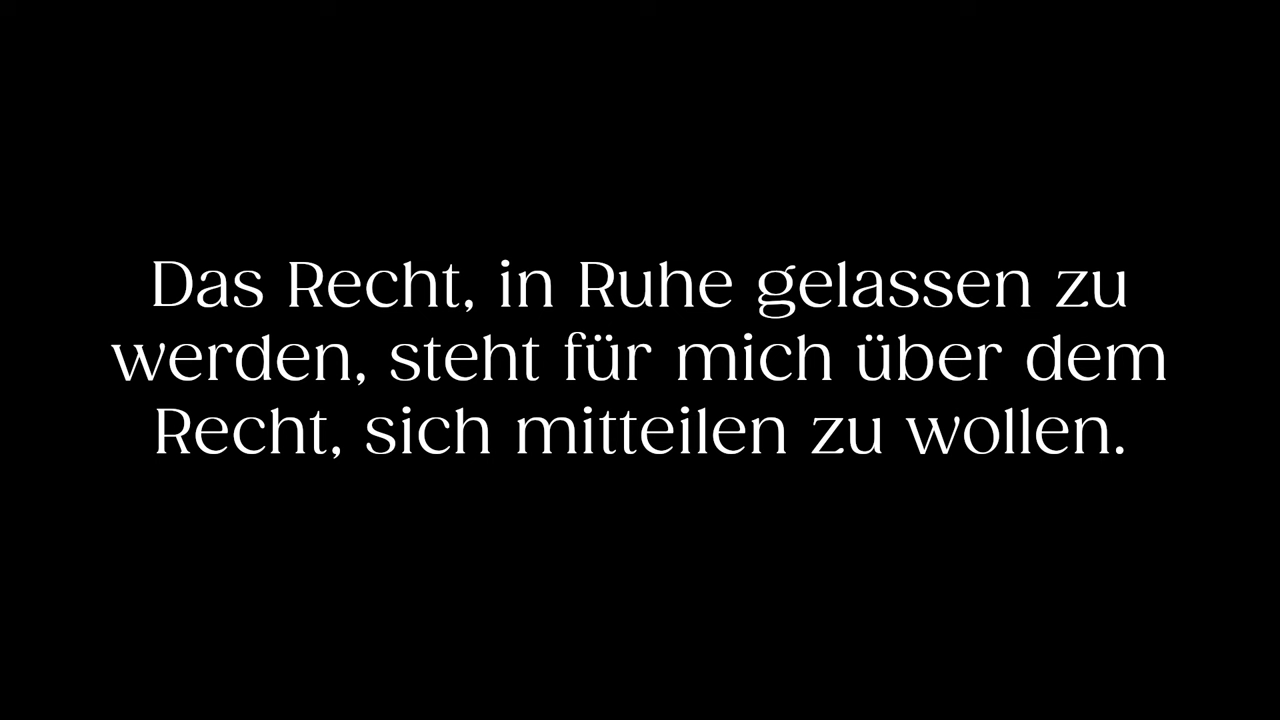 Das Recht, in Ruhe gelassen zu
werden, steht für mich über dem
Recht, sich mitteilen zu wollen.